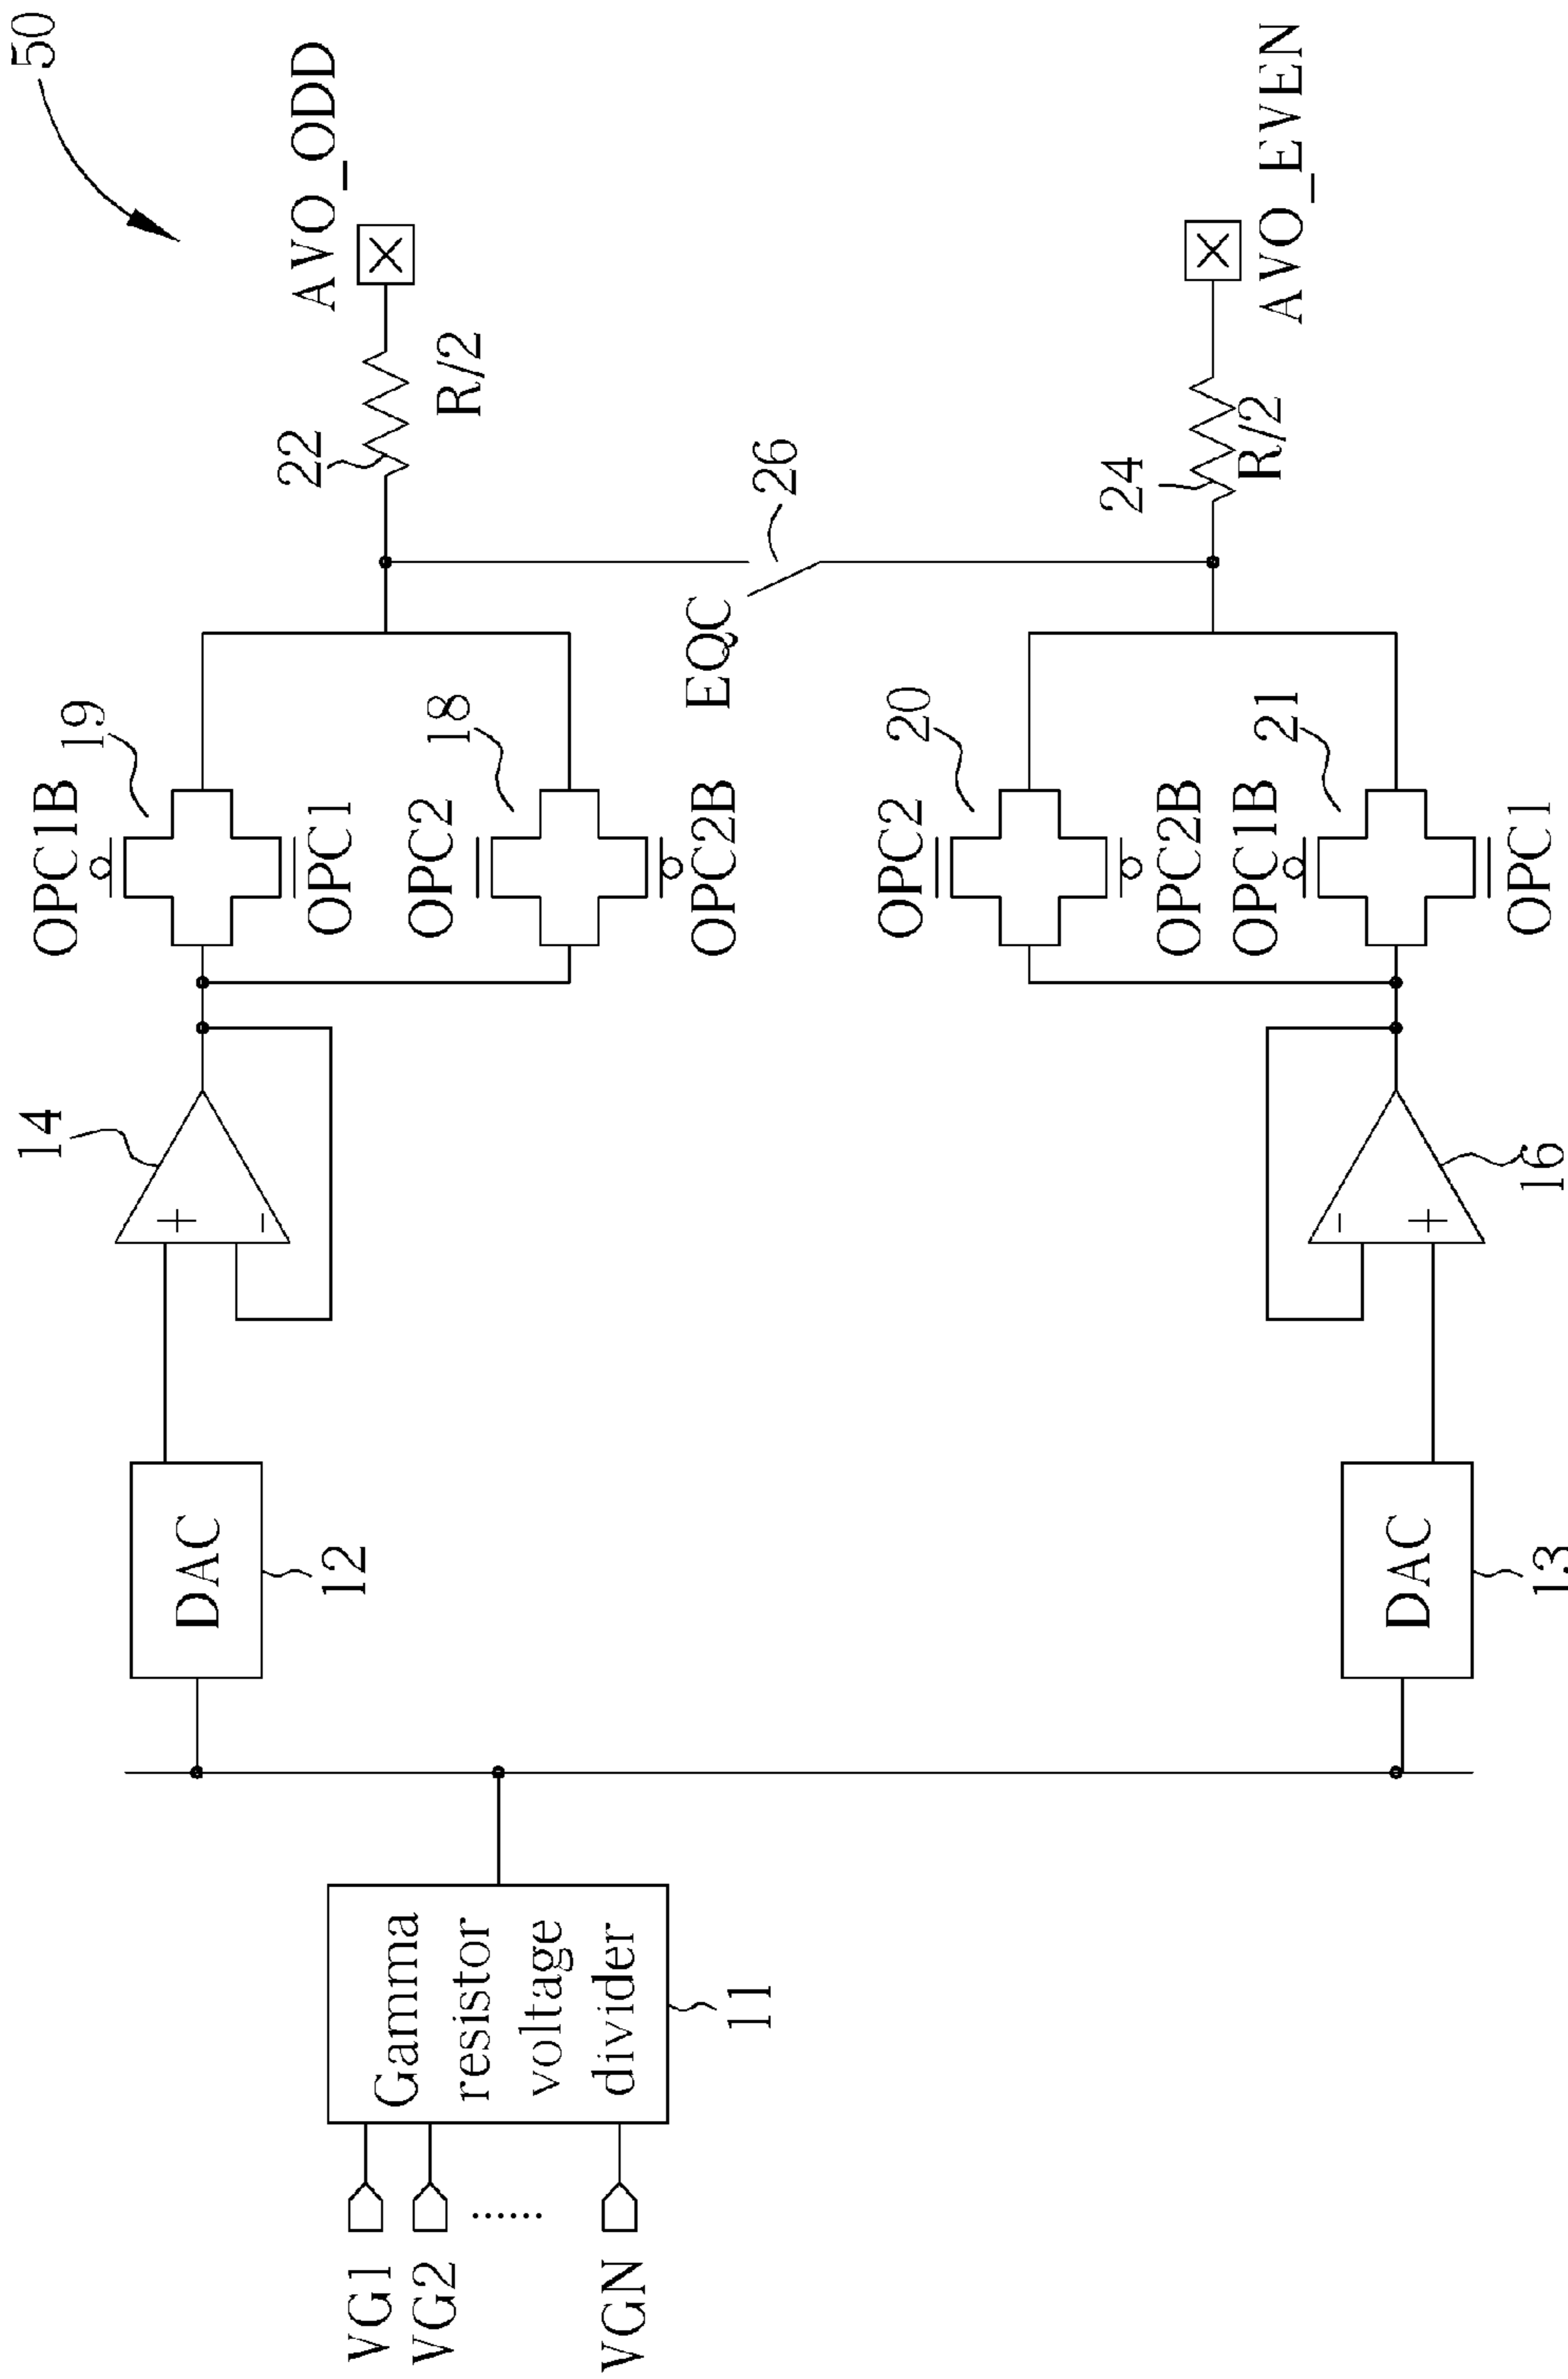 50
VG1
VG2
......
VGN
Gamma
resistor
voltage
divider
11
DAC
12
DAC
13
14
+
-
16
-
+
OPC1B
19
OPC1
OPC2
18
OPC2B
OPC2
20
OPC2B
OPC1B
21
OPC1
EQC
26
22
R/2
AVO_ODD
24
R/2
AVO_EVEN